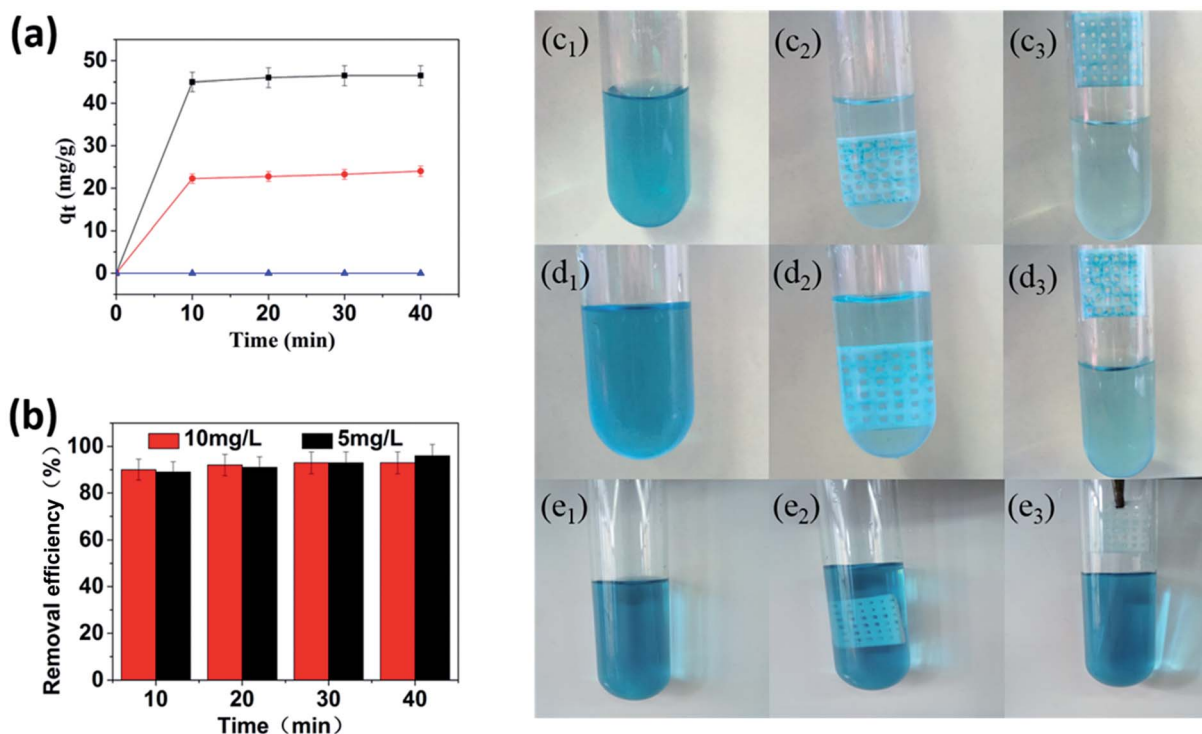 (a)
50
40
30
20
10
0
qt (mg/g)
0 10 20 30 40
Time (min)
(b)
10mg/L 5mg/L
100
80
60
40
20
0
Removal efficiency（%）
10 20 30 40
Time（min）
(c1) (c2) (c3)
(d1) (d2) (d3)
(e1) (e2) (e3)